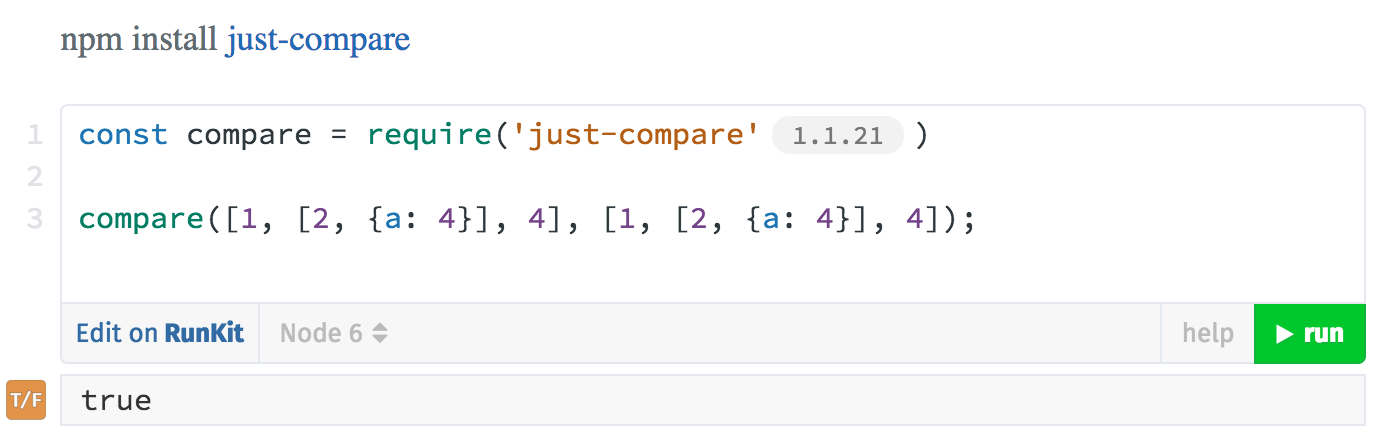 npm install just-compare
1 const compare = require('just-compare' 1.1.21 )
2
3 compare([1, [2, {a: 4}], 4], [1, [2, {a: 4}], 4]);
Edit on RunKit Node 6 help run
T/F true